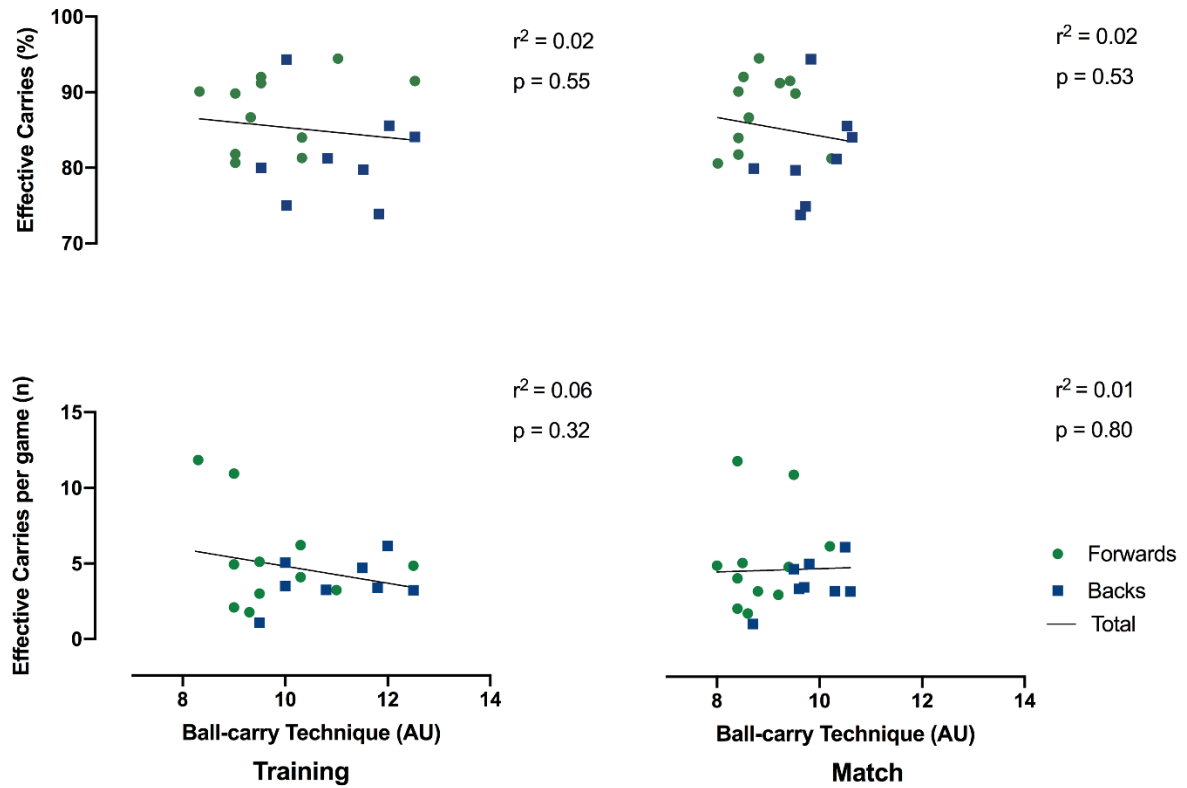 Effective Carries (%)
100
90
80
70
r² = 0.02
p = 0.55
r² = 0.02
p = 0.53
Effective Carries per game (n)
15
10
5
0
r² = 0.06
p = 0.32
r² = 0.01
p = 0.80
Forwards
Backs
Total
8 10 12 14
Ball-carry Technique (AU)
Training
8 10 12 14
Ball-carry Technique (AU)
Match